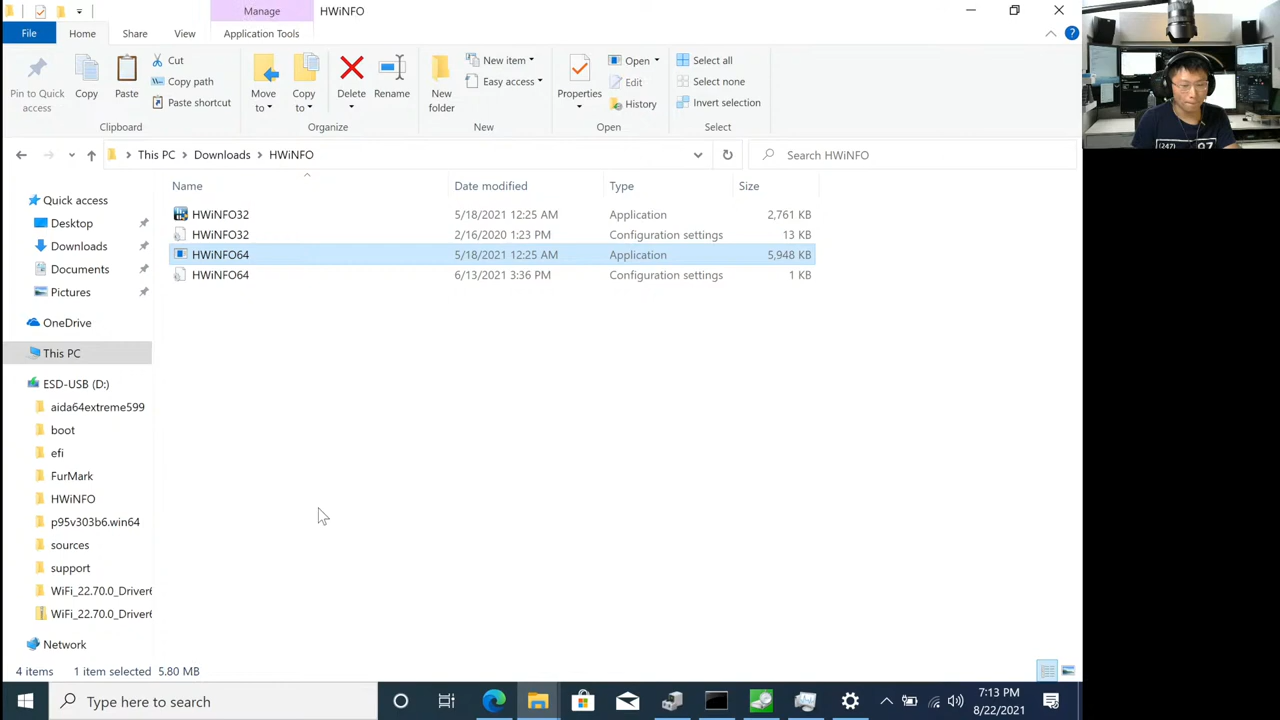 Manage
HWiNFO
File
Home
Share
View
Application Tools
Pin to Quick access
Copy
Paste
Cut
Copy path
Paste shortcut
Clipboard
Move to
Copy to
Delete
Rename
Organize
New folder
New item
Easy access
New
Properties
Open
Edit
History
Open
Select all
Select none
Invert selection
Select
This PC
Downloads
HWiNFO
Search HWiNFO
Name
Date modified
Type
Size
HWiNFO32 5/18/2021 12:25 AM Application 2,761 KB
HWiNFO32 2/16/2020 1:23 PM Configuration settings 13 KB
HWiNFO64 5/18/2021 12:25 AM Application 5,948 KB
HWiNFO64 6/13/2021 3:36 PM Configuration settings 1 KB
Quick access
Desktop
Downloads
Documents
Pictures
OneDrive
This PC
ESD-USB (D:)
aida64extreme599
boot
efi
FurMark
HWiNFO
p95v303b6.win64
sources
support
WiFi_22.70.0_Driver6
WiFi_22.70.0_Driver6
Network
4 items
1 item selected 5.80 MB
Type here to search
7:13 PM
8/22/2021